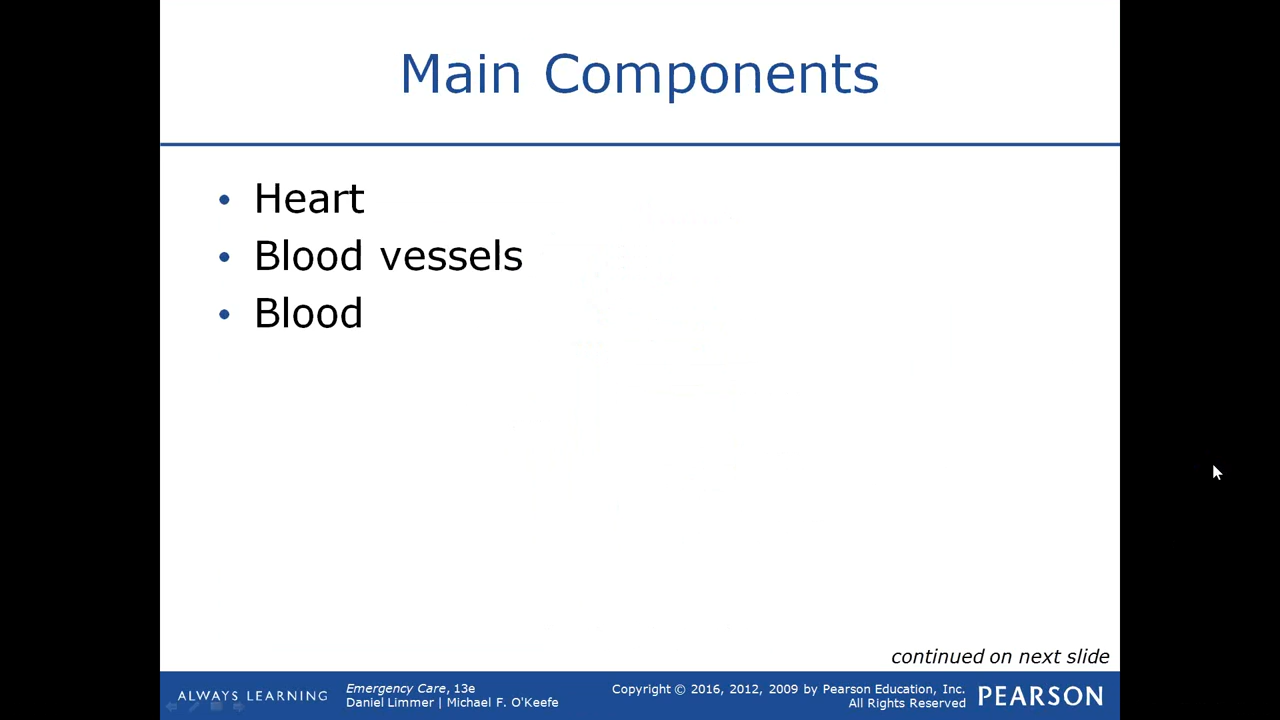 Main Components
• Heart
• Blood vessels
• Blood
continued on next slide
ALWAYS LEARNING
Emergency Care, 13e
Daniel Limmer | Michael F. O'Keefe
Copyright © 2016, 2012, 2009 by Pearson Education, Inc.
All Rights Reserved
PEARSON